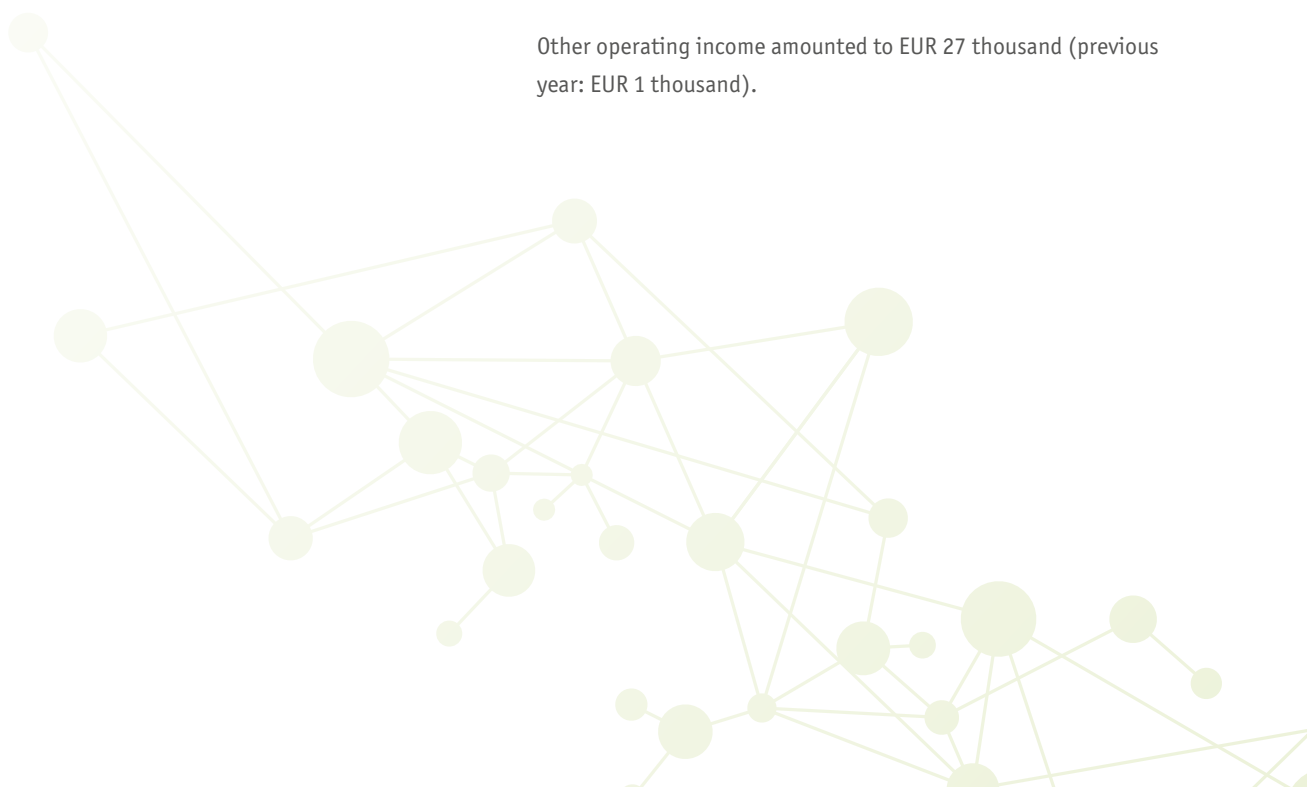 Other operating income amounted to EUR 27 thousand (previous
year: EUR 1 thousand).